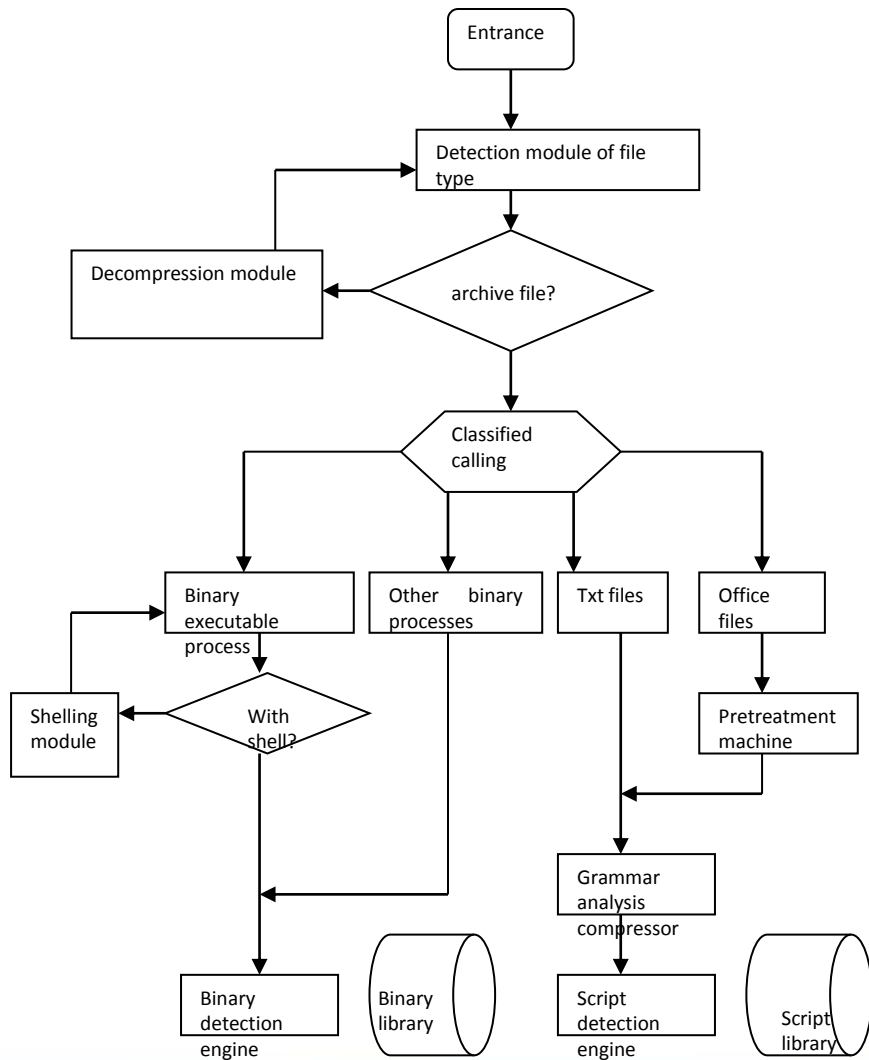 Entrance
Detection module of file
type
Decompression module
archive file?
Classified
calling
Binary
executable
process
Other binary
processes
Txt files
Office
files
Shelling
module
With
shell?
Pretreatment
machine
Grammar
analysis
compressor
Binary
detection
engine
Binary
library
Script
detection
engine
Script
library